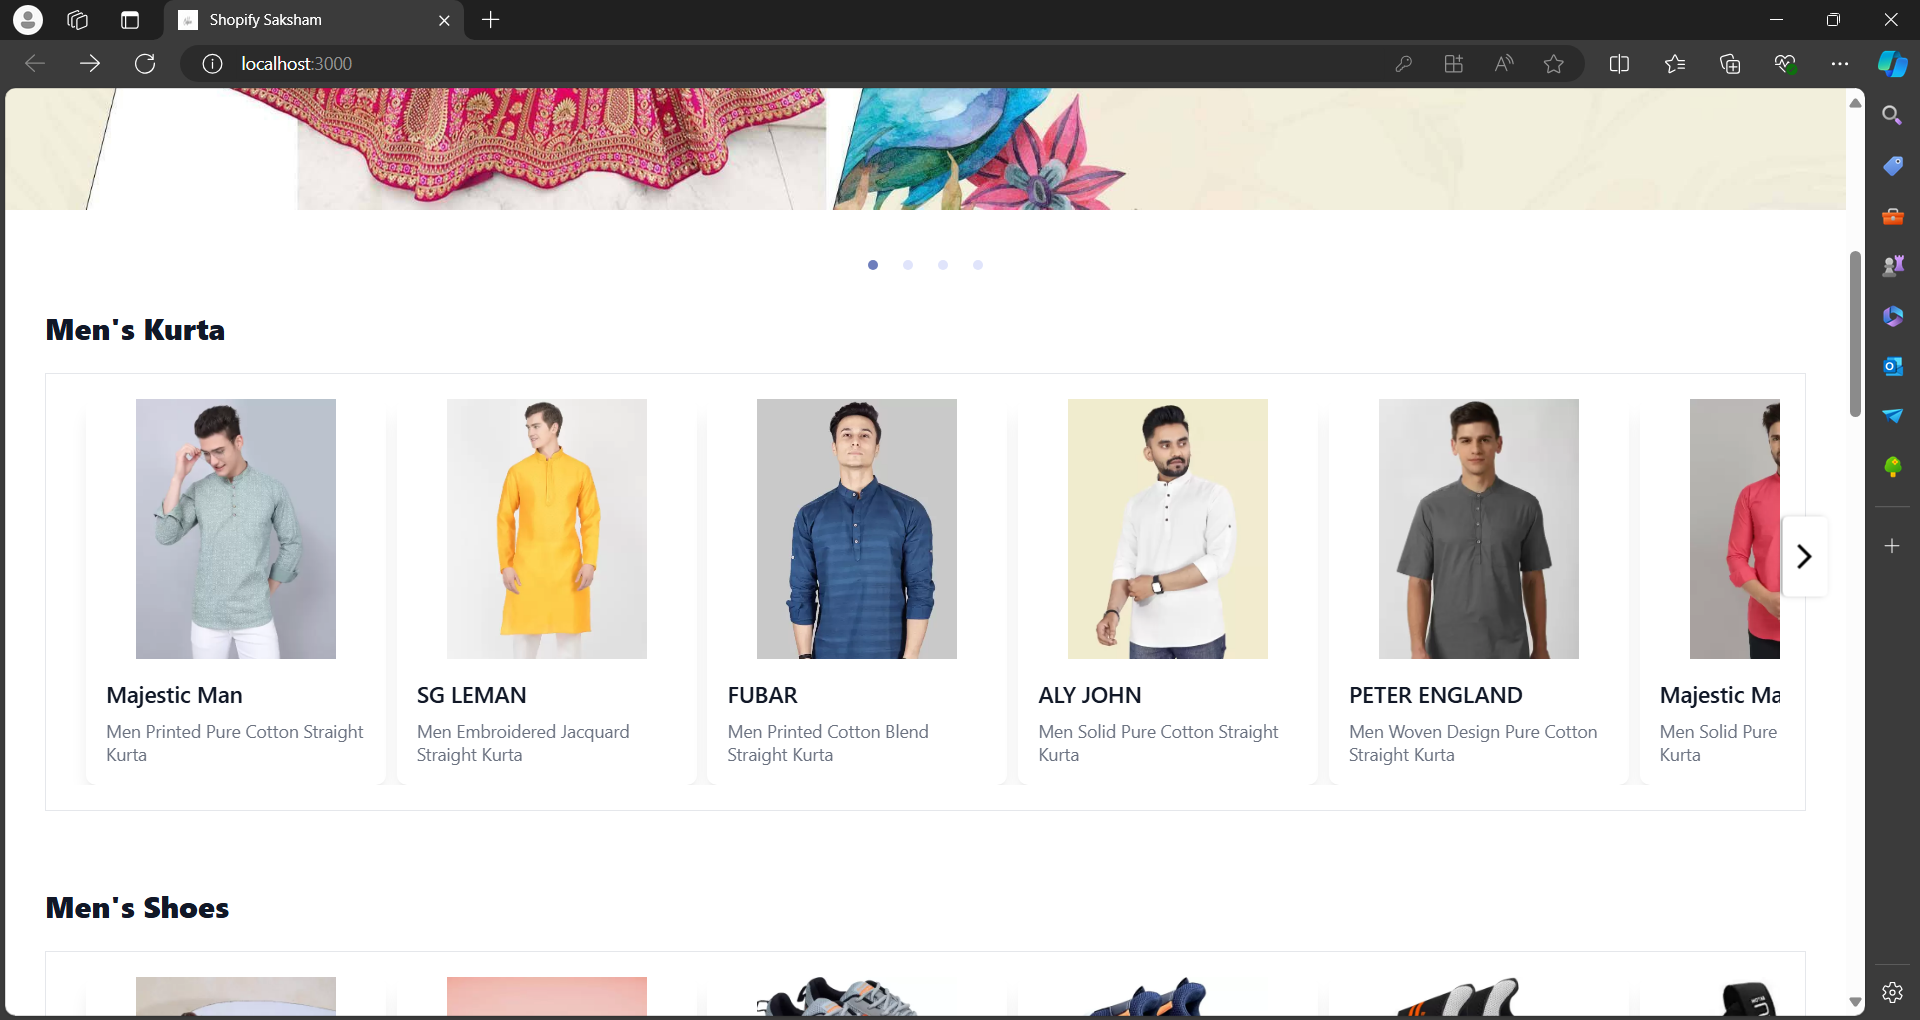 Shopify Saksham
localhost:3000
Men's Kurta
Majestic Man
Men Printed Pure Cotton Straight
Kurta
SG LEMAN
Men Embroidered Jacquard
Straight Kurta
FUBAR
Men Printed Cotton Blend
Straight Kurta
ALY JOHN
Men Solid Pure Cotton Straight
Kurta
PETER ENGLAND
Men Woven Design Pure Cotton
Straight Kurta
Majestic Ma
Men Solid Pure
Kurta
Men's Shoes